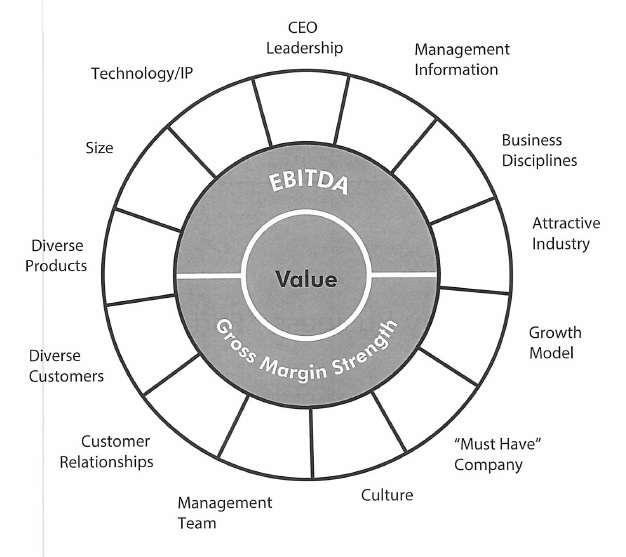 CEO
Leadership
Management
Information
Business
Disciplines
Attractive
Industry
Growth
Model
“Must Have”
Company
Culture
Management
Team
Customer
Relationships
Diverse
Customers
Diverse
Products
Size
Technology/IP
EBITDA
Value
Gross Margin Strength